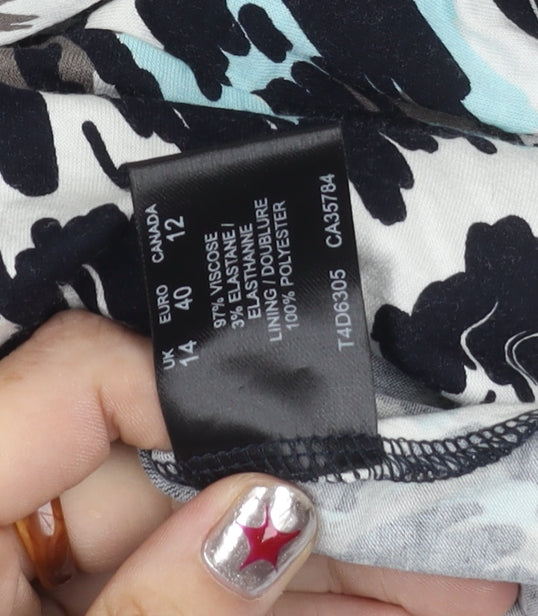 UK EURO CANADA
14 40 12
97% VISCOSE
3% ELASTANE /
ELASTHANNE
LINING / DOUBLURE
100% POLYESTER
T4D6305 CA35784